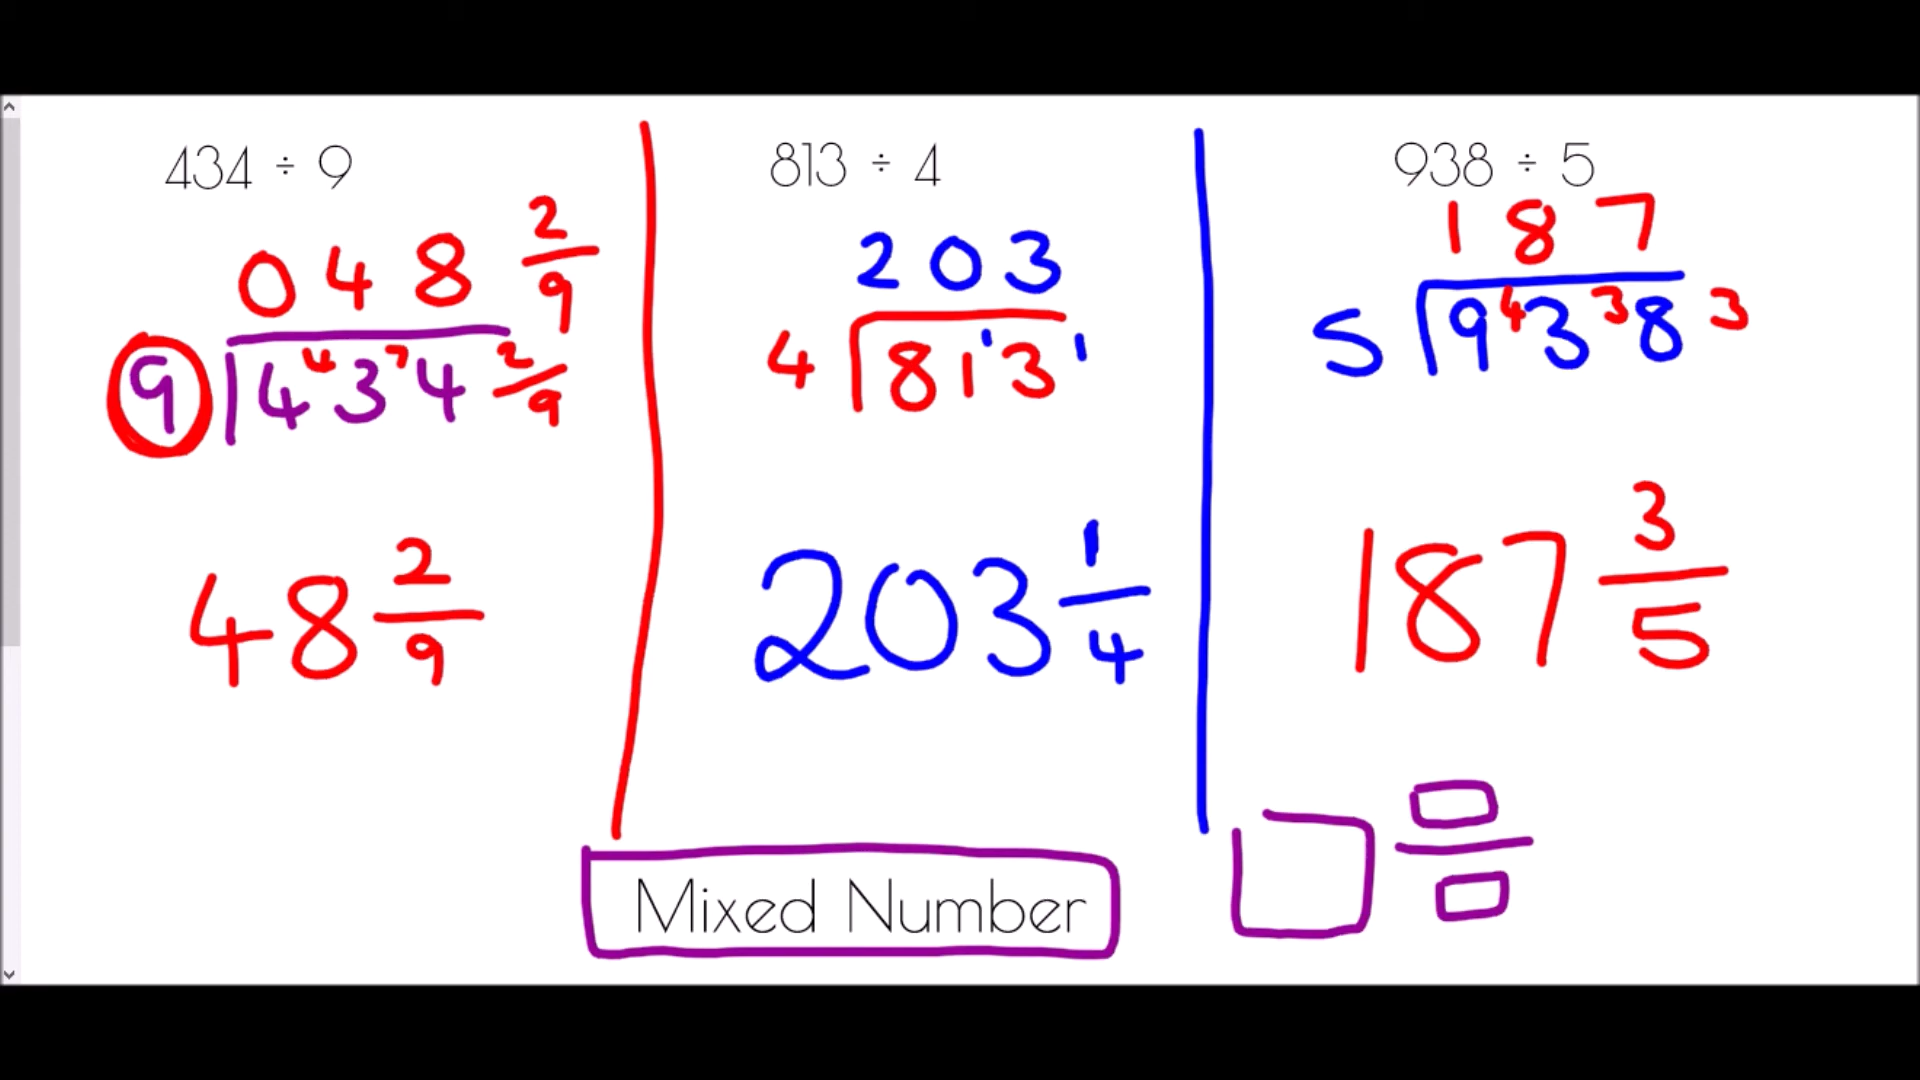 434 ÷ 9
0 4 8 2/9
9 4 4 3 7 4 2/9
48 2/9
813 ÷ 4
2 0 3
4 8 1 1 3 1
203 1/4
938 ÷ 5
1 8 7
5 9 4 3 3 8 3
187 3/5
Mixed Number